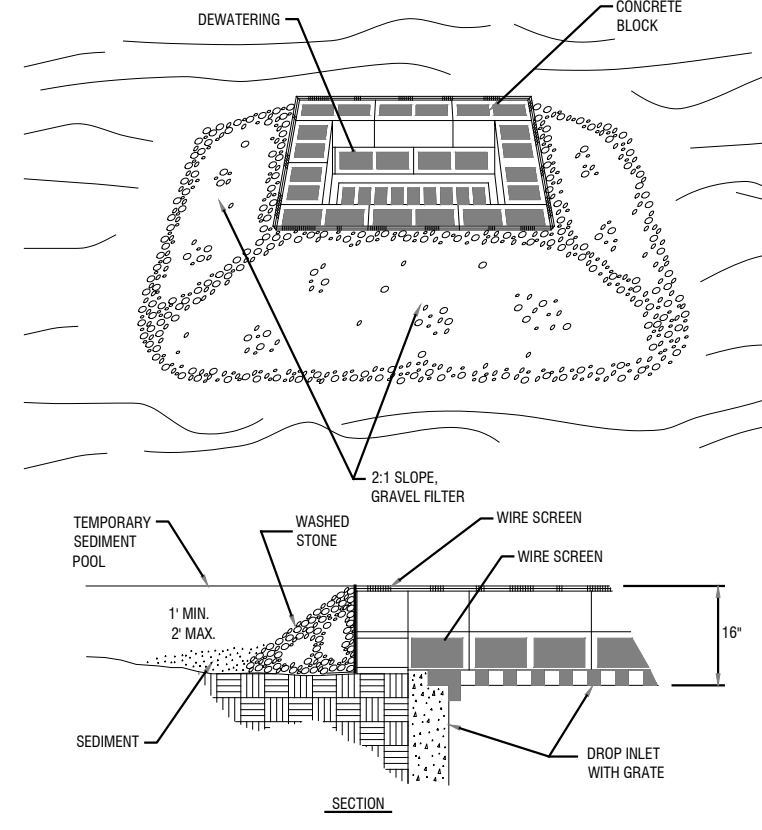 DEWATERING
CONCRETE
BLOCK
2:1 SLOPE,
GRAVEL FILTER
TEMPORARY
SEDIMENT
POOL
WASHED
STONE
WIRE SCREEN
WIRE SCREEN
1' MIN.
2' MAX.
16"
SEDIMENT
DROP INLET
WITH GRATE
SECTION